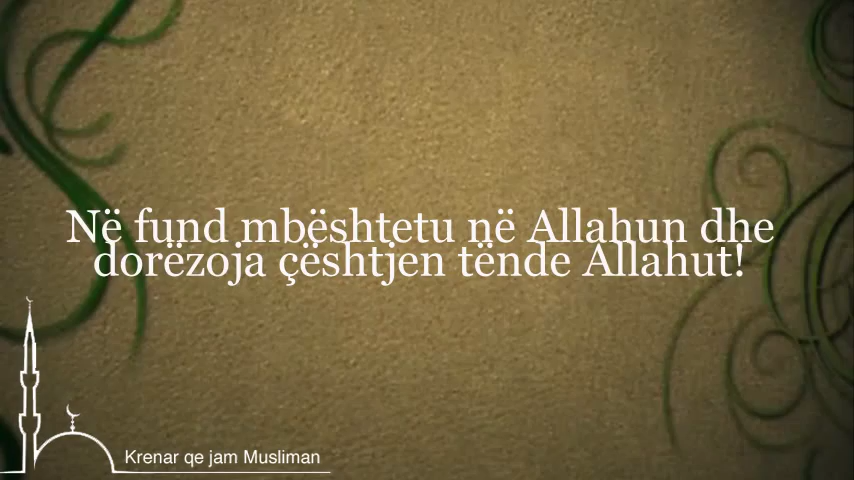 Në fund mbështetu në Allahun dhe
dorëzoja çështjen tënde Allahut!
Krenar qe jam Musliman